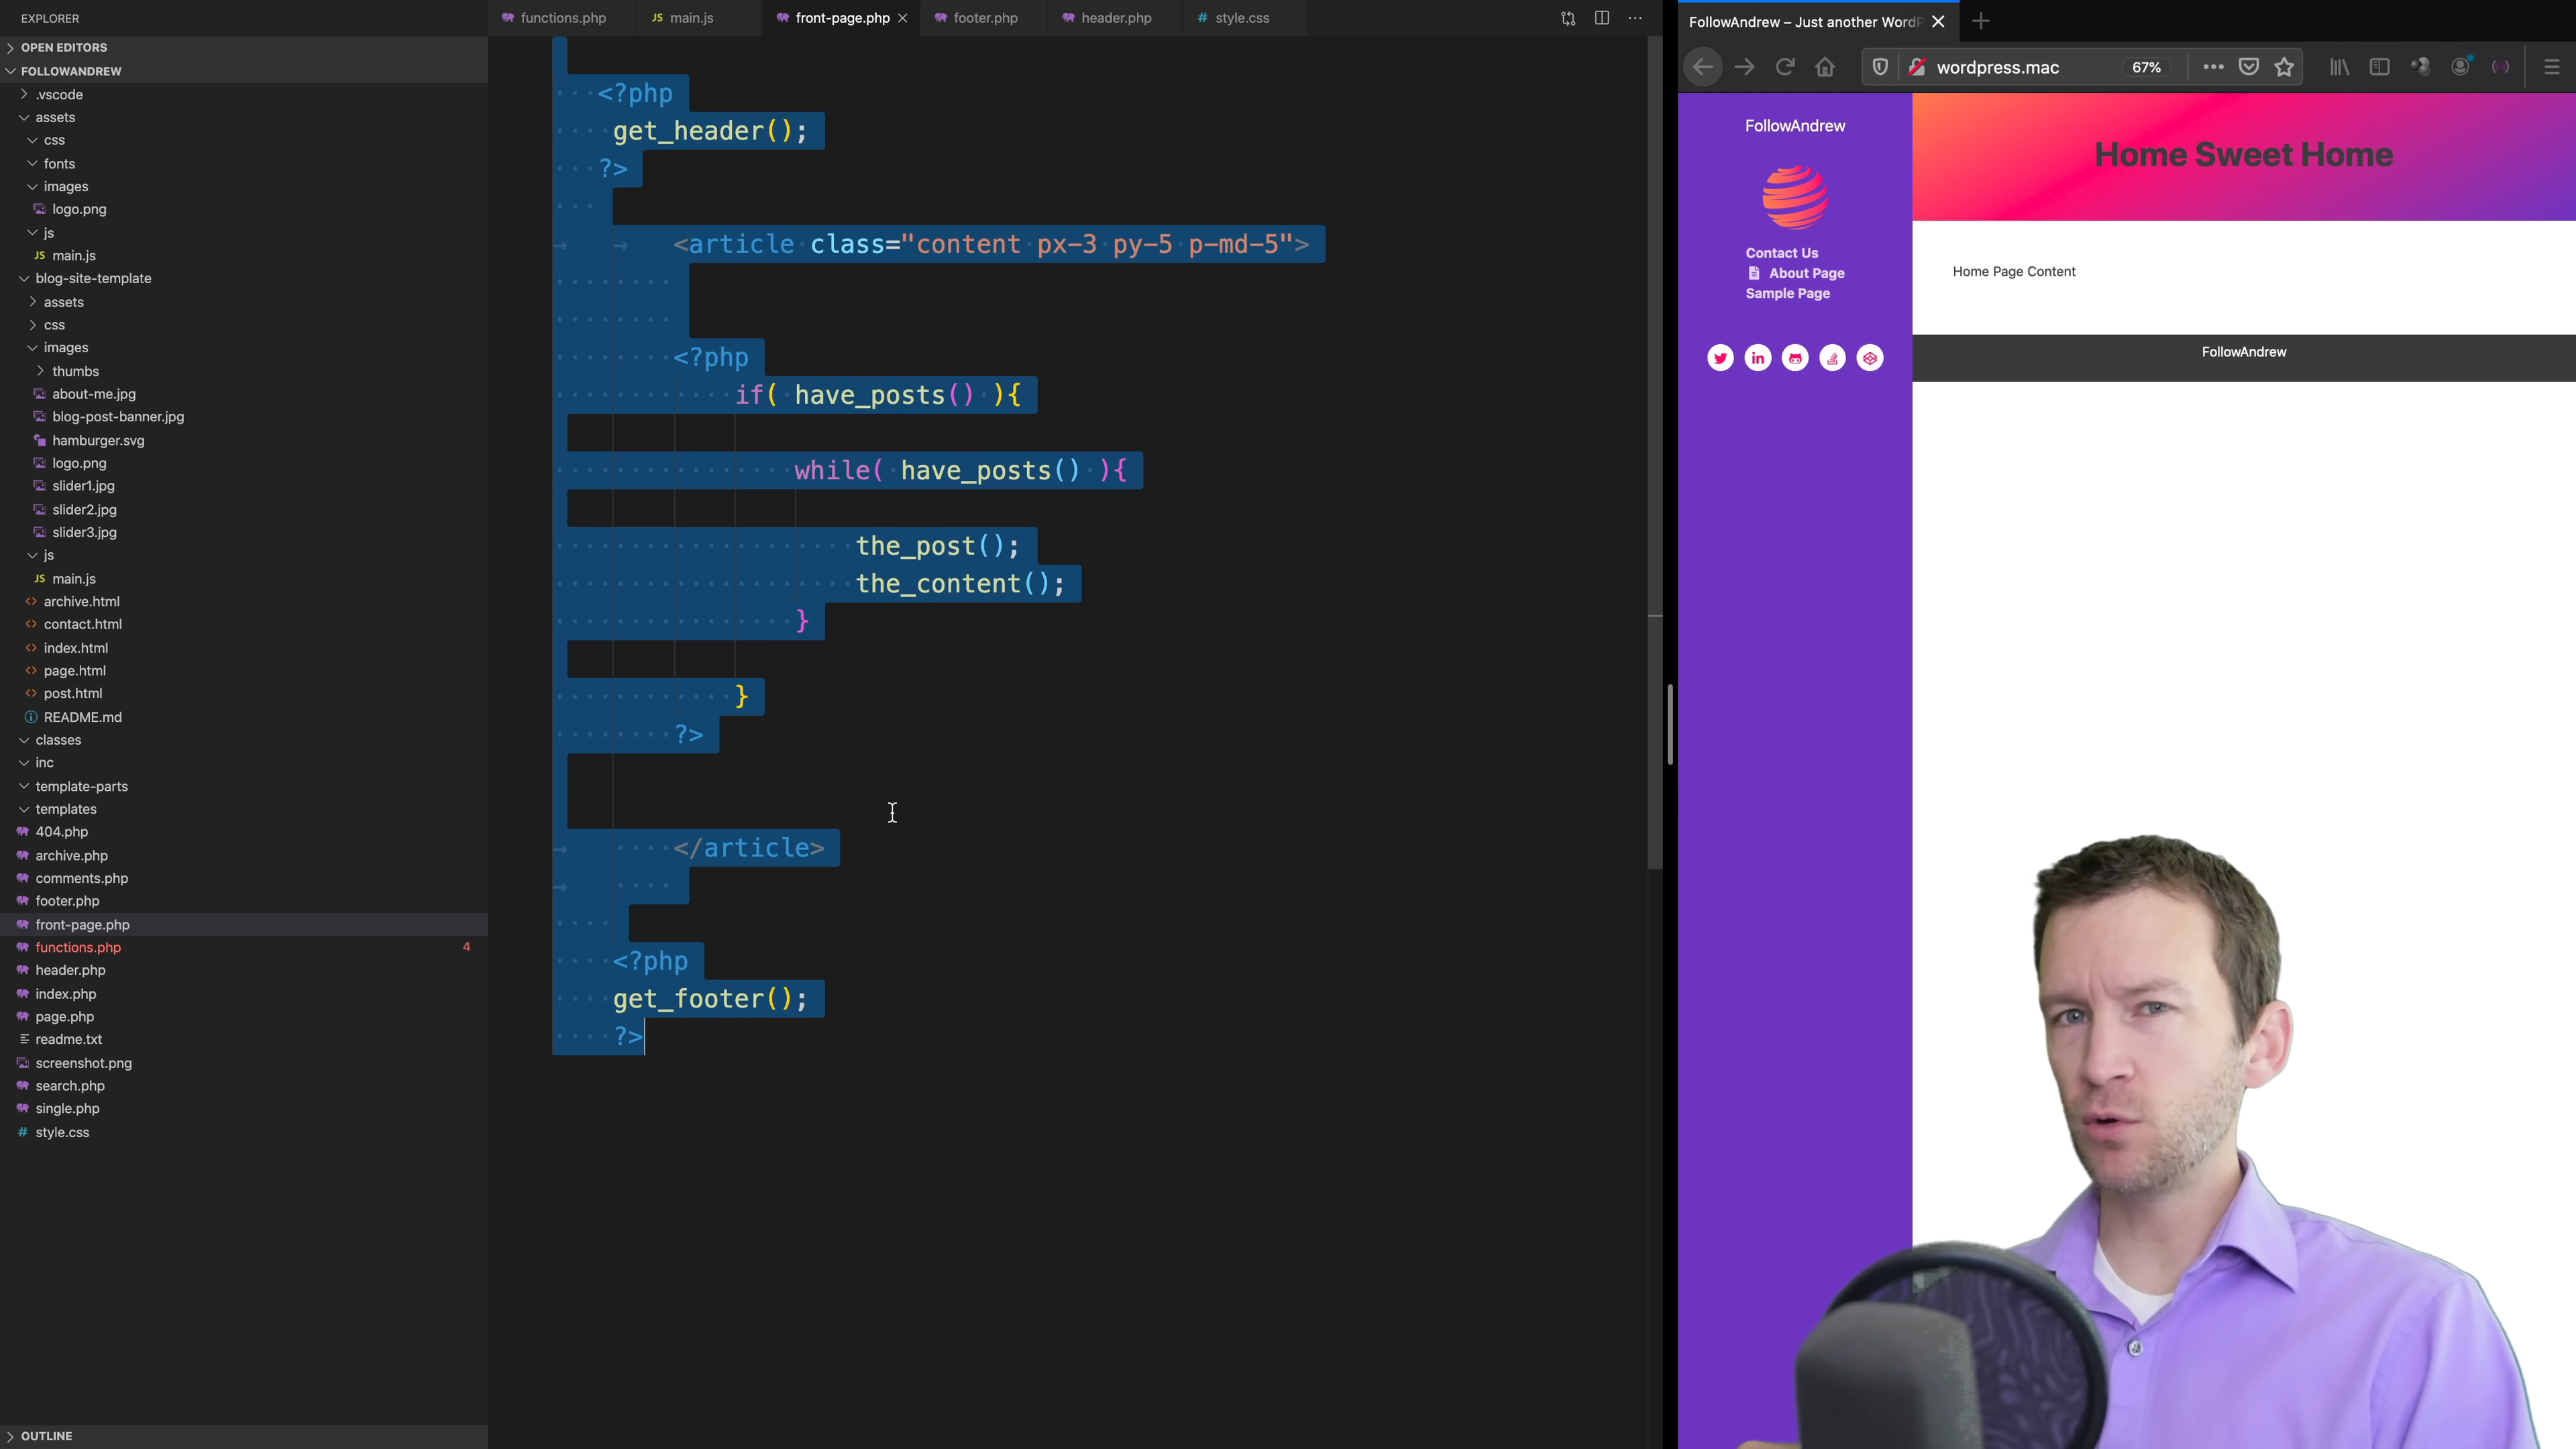 EXPLORER
OPEN EDITORS
FOLLOWANDREW
.vscode
assets
css
fonts
images
logo.png
js
JS main.js
blog-site-template
assets
css
images
thumbs
about-me.jpg
blog-post-banner.jpg
hamburger.svg
logo.png
slider1.jpg
slider2.jpg
slider3.jpg
js
JS main.js
archive.html
contact.html
index.html
page.html
post.html
README.md
classes
inc
template-parts
templates
404.php
archive.php
comments.php
footer.php
front-page.php
functions.php 4
header.php
index.php
page.php
readme.txt
screenshot.png
search.php
single.php
# style.css
OUTLINE
functions.php
JS main.js
front-page.php
footer.php
header.php
# style.css
<?php
get_header();
?>
<article class="content px-3 py-5 p-md-5">
<?php
if( have_posts() ){
while( have_posts() ){
the_post();
the_content();
}
}
?>
</article>
<?php
get_footer();
?>
FollowAndrew – Just another WordP
wordpress.mac 67%
FollowAndrew
Contact Us
About Page
Sample Page
in
Home Sweet Home
Home Page Content
FollowAndrew